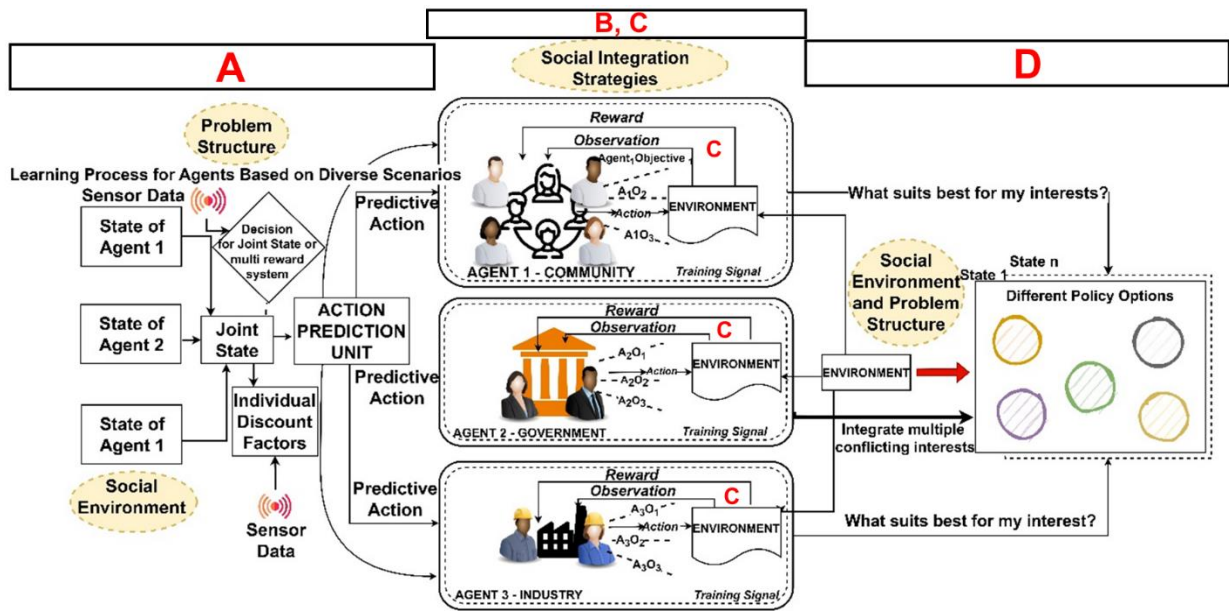 B, C
A
D
Social Integration
Strategies
Problem
Structure
Learning Process for Agents Based on Diverse Scenarios
Sensor Data
State of
Agent 1
Decision
for Joint State or
multi reward
system
State of
Agent 2
Joint
State
ACTION
PREDICTION
UNIT
State of
Agent 1
Individual
Discount
Factors
Social
Environment
Sensor
Data
Predictive
Action
Predictive
Action
Predictive
Action
Reward
Observation
C
Agent₁Objective ₁
A₁O₂
Action
A1O₃
ENVIRONMENT
AGENT 1 - COMMUNITY
Training Signal
Reward
Observation
C
A₂O₁
Action
A₂O₂
A₂O₃
ENVIRONMENT
AGENT 2 - GOVERNMENT
Training Signal
Reward
Observation
C
A₃O₁
Action
A₃O₂
A₃O₃
ENVIRONMENT
AGENT 3 - INDUSTRY
Training Signal
What suits best for my interests?
Social
Environment
and Problem
Structure
State n
State 1
Different Policy Options
ENVIRONMENT
Integrate multiple
conflicting interests
What suits best for my interest?